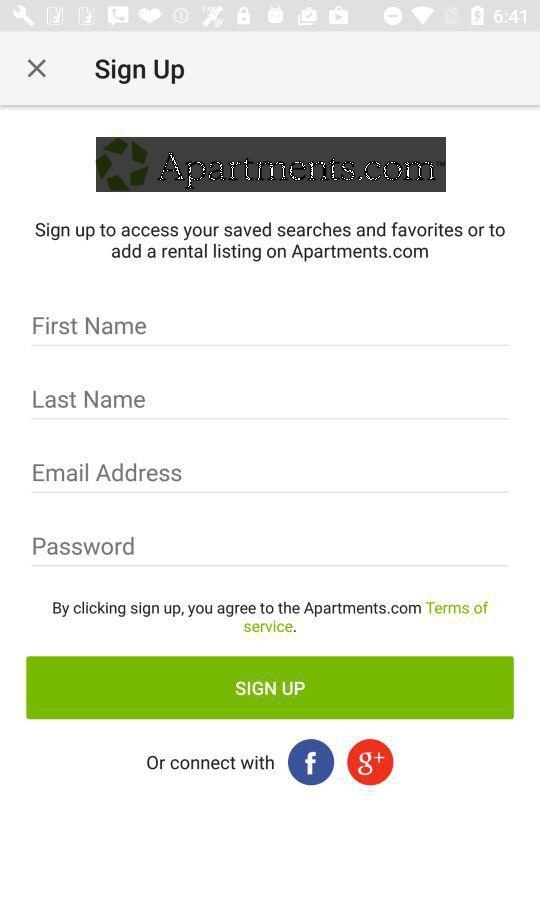 6:41
Sign Up
Apartments.com™
Sign up to access your saved searches and favorites or to
add a rental listing on Apartments.com
First Name
Last Name
Email Address
Password
By clicking sign up, you agree to the Apartments.com Terms of
service.
SIGN UP
Or connect with f g+